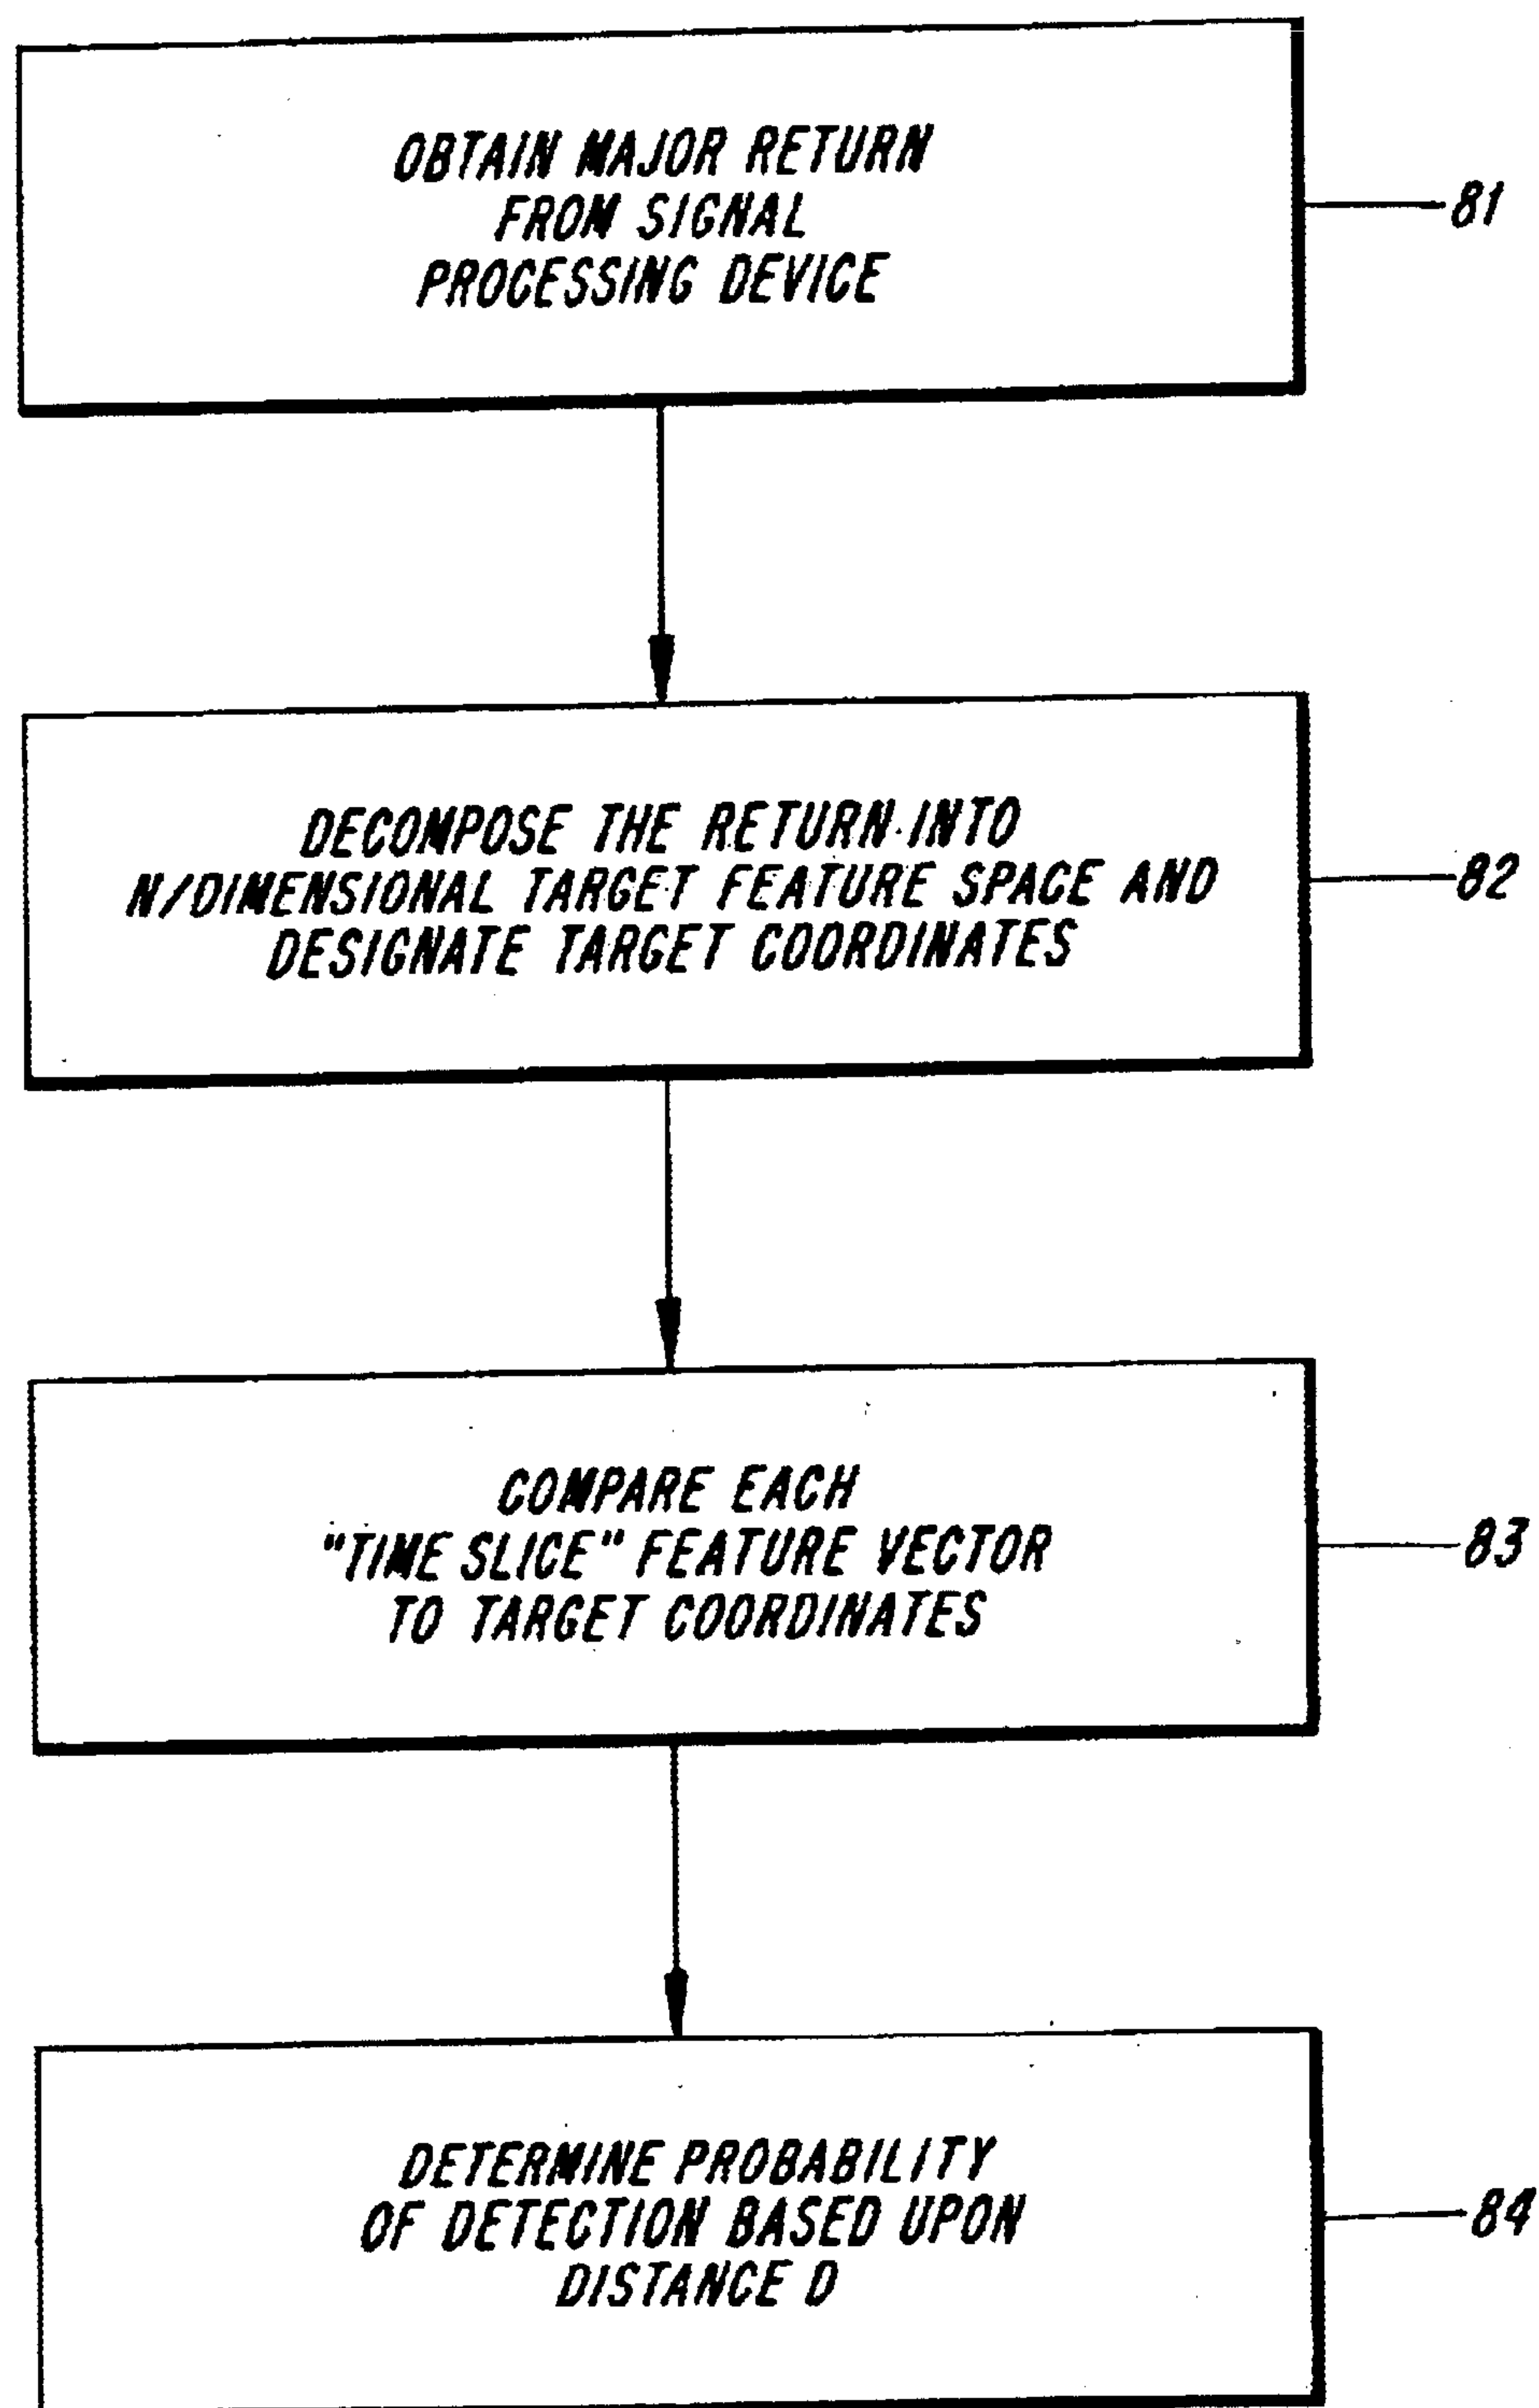 OBTAIN MAJOR RETURN
FROM SIGNAL
PROCESSING DEVICE
81
DECOMPOSE THE RETURN INTO
N/DIMENSIONAL TARGET FEATURE SPACE AND
DESIGNATE TARGET COORDINATES
82
COMPARE EACH
"TIME SLICE" FEATURE VECTOR
TO TARGET COORDINATES
83
DETERMINE PROBABILITY
OF DETECTION BASED UPON
DISTANCE D
84